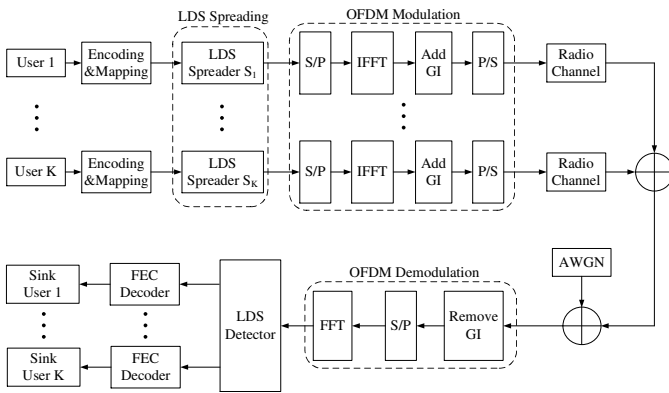 LDS Spreading
OFDM Modulation
User 1
Encoding
&Mapping
LDS
Spreader S1
S/P
IFFT
Add
GI
P/S
Radio
Channel
User K
Encoding
&Mapping
LDS
Spreader SK
S/P
IFFT
Add
GI
P/S
Radio
Channel
OFDM Demodulation
AWGN
Sink
User 1
FEC
Decoder
LDS
Detector
FFT
S/P
Remove
GI
Sink
User K
FEC
Decoder